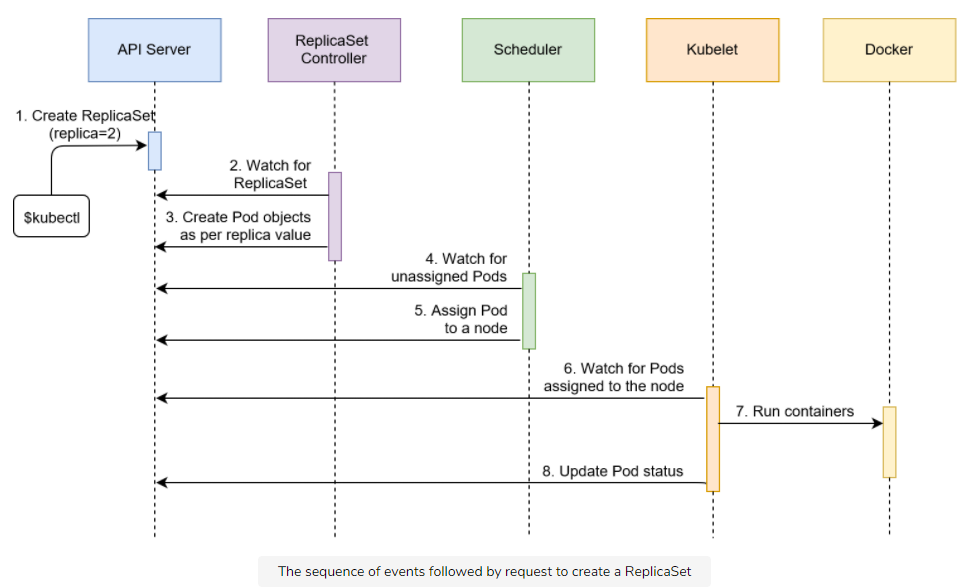 API Server
ReplicaSet
Controller
Scheduler
Kubelet
Docker
1. Create ReplicaSet
(replica=2)
$kubectl
2. Watch for
ReplicaSet
3. Create Pod objects
as per replica value
4. Watch for
unassigned Pods
5. Assign Pod
to a node
6. Watch for Pods
assigned to the node
7. Run containers
8. Update Pod status
The sequence of events followed by request to create a ReplicaSet